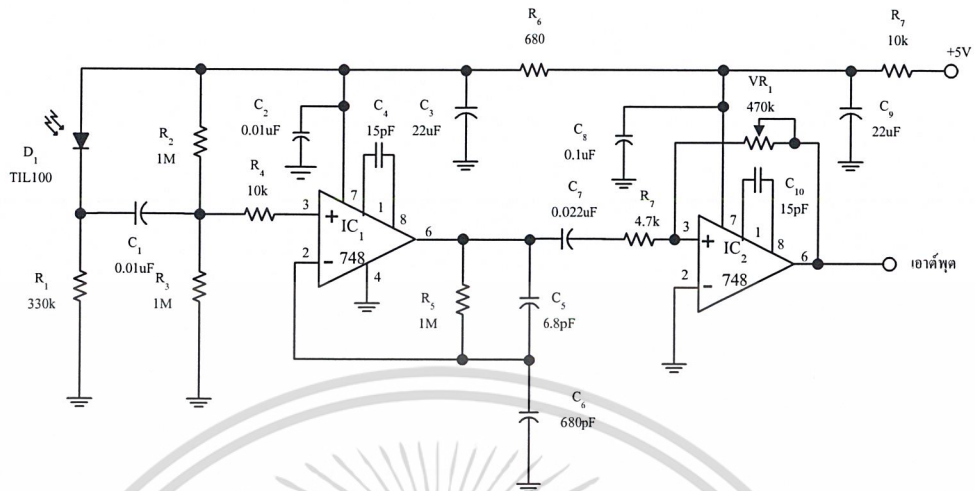 R6
680
R7
10k
+5V
VR1
470k
C2
0.01uF
C4
15pF
C3
22uF
C8
0.1uF
C9
22uF
R2
1M
D1
TIL100
R4
10k
C7
0.022uF
R7
4.7k
C10
15pF
C1
0.01uF
3
+
7
1
8
IC1
6
2
-
748
4
3
+
7
1
8
IC2
6
2
-
748
เอาต์พุต
R1
330k
R3
1M
R5
1M
C5
6.8pF
C6
680pF